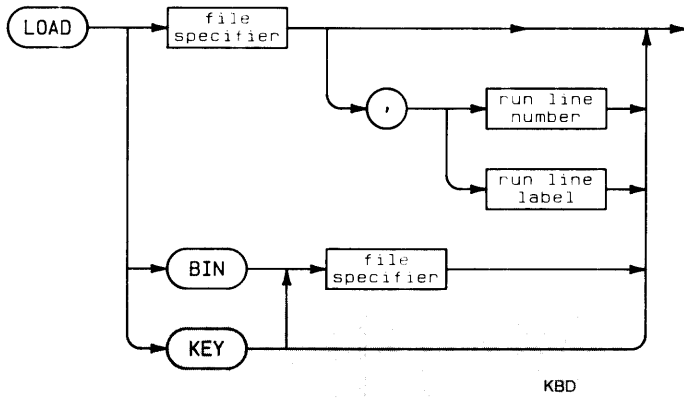 LOAD
file
specifier
,
run line
number
run line
label
BIN
file
specifier
KEY
KBD